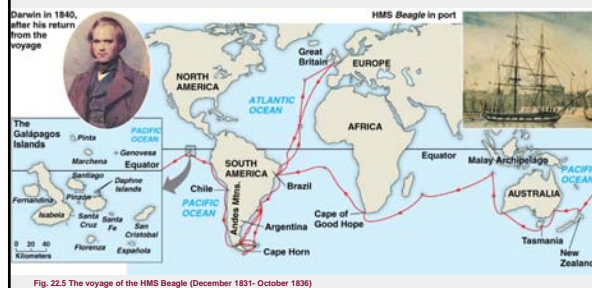 Darwin in 1840,
after his return
from the
voyage
HMS Beagle in port
Great
Britain
EUROPE
NORTH
AMERICA
ATLANTIC
OCEAN
AFRICA
The
Galápagos
Islands
PACIFIC
OCEAN
Pinta
Marchena
Genovesa
Equator
Santiago
Daphne
Islands
Pinzón
Fernandina
Isabela
Santa
Cruz
Santa
Fe
San
Cristobal
Florenza
Española
0 20 40
Kilometers
Equator
Malay Archipelago
PACIFIC
OCEAN
SOUTH
AMERICA
Chile
Brazil
PACIFIC
OCEAN
Andes Mtns.
Argentina
Cape Horn
Cape of
Good Hope
AUSTRALIA
Tasmania
New
Zealand
Fig. 22.5 The voyage of the HMS Beagle (December 1831- October 1836)